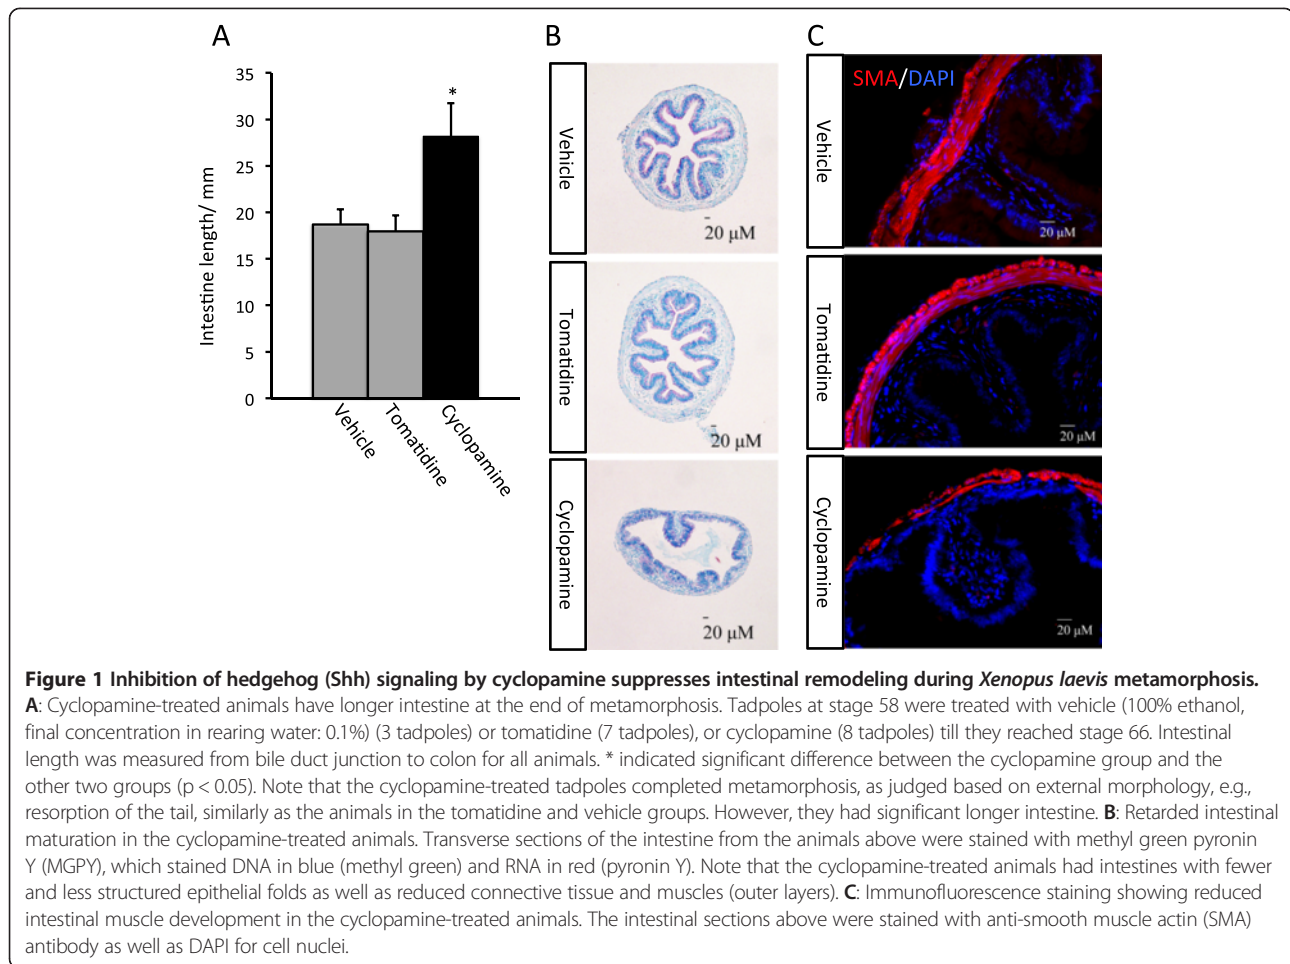 A
B
C
35
30
25
20
15
10
5
0
Intestine length/ mm
*
Vehicle
Tomatidine
Cyclopamine
Vehicle
20 μM
Tomatidine
20 μM
Cyclopamine
20 μM
Vehicle
SMA/DAPI
20 μM
Tomatidine
20 μM
Cyclopamine
20 μM
Figure 1 Inhibition of hedgehog (Shh) signaling by cyclopamine suppresses intestinal remodeling during Xenopus laevis metamorphosis.
A: Cyclopamine-treated animals have longer intestine at the end of metamorphosis. Tadpoles at stage 58 were treated with vehicle (100% ethanol,
final concentration in rearing water: 0.1%) (3 tadpoles) or tomatidine (7 tadpoles), or cyclopamine (8 tadpoles) till they reached stage 66. Intestinal
length was measured from bile duct junction to colon for all animals. * indicated significant difference between the cyclopamine group and the
other two groups (p < 0.05). Note that the cyclopamine-treated tadpoles completed metamorphosis, as judged based on external morphology, e.g.,
resorption of the tail, similarly as the animals in the tomatidine and vehicle groups. However, they had significant longer intestine. B: Retarded intestinal
maturation in the cyclopamine-treated animals. Transverse sections of the intestine from the animals above were stained with methyl green pyronin
Y (MGPY), which stained DNA in blue (methyl green) and RNA in red (pyronin Y). Note that the cyclopamine-treated animals had intestines with fewer
and less structured epithelial folds as well as reduced connective tissue and muscles (outer layers). C: Immunofluorescence staining showing reduced
intestinal muscle development in the cyclopamine-treated animals. The intestinal sections above were stained with anti-smooth muscle actin (SMA)
antibody as well as DAPI for cell nuclei.